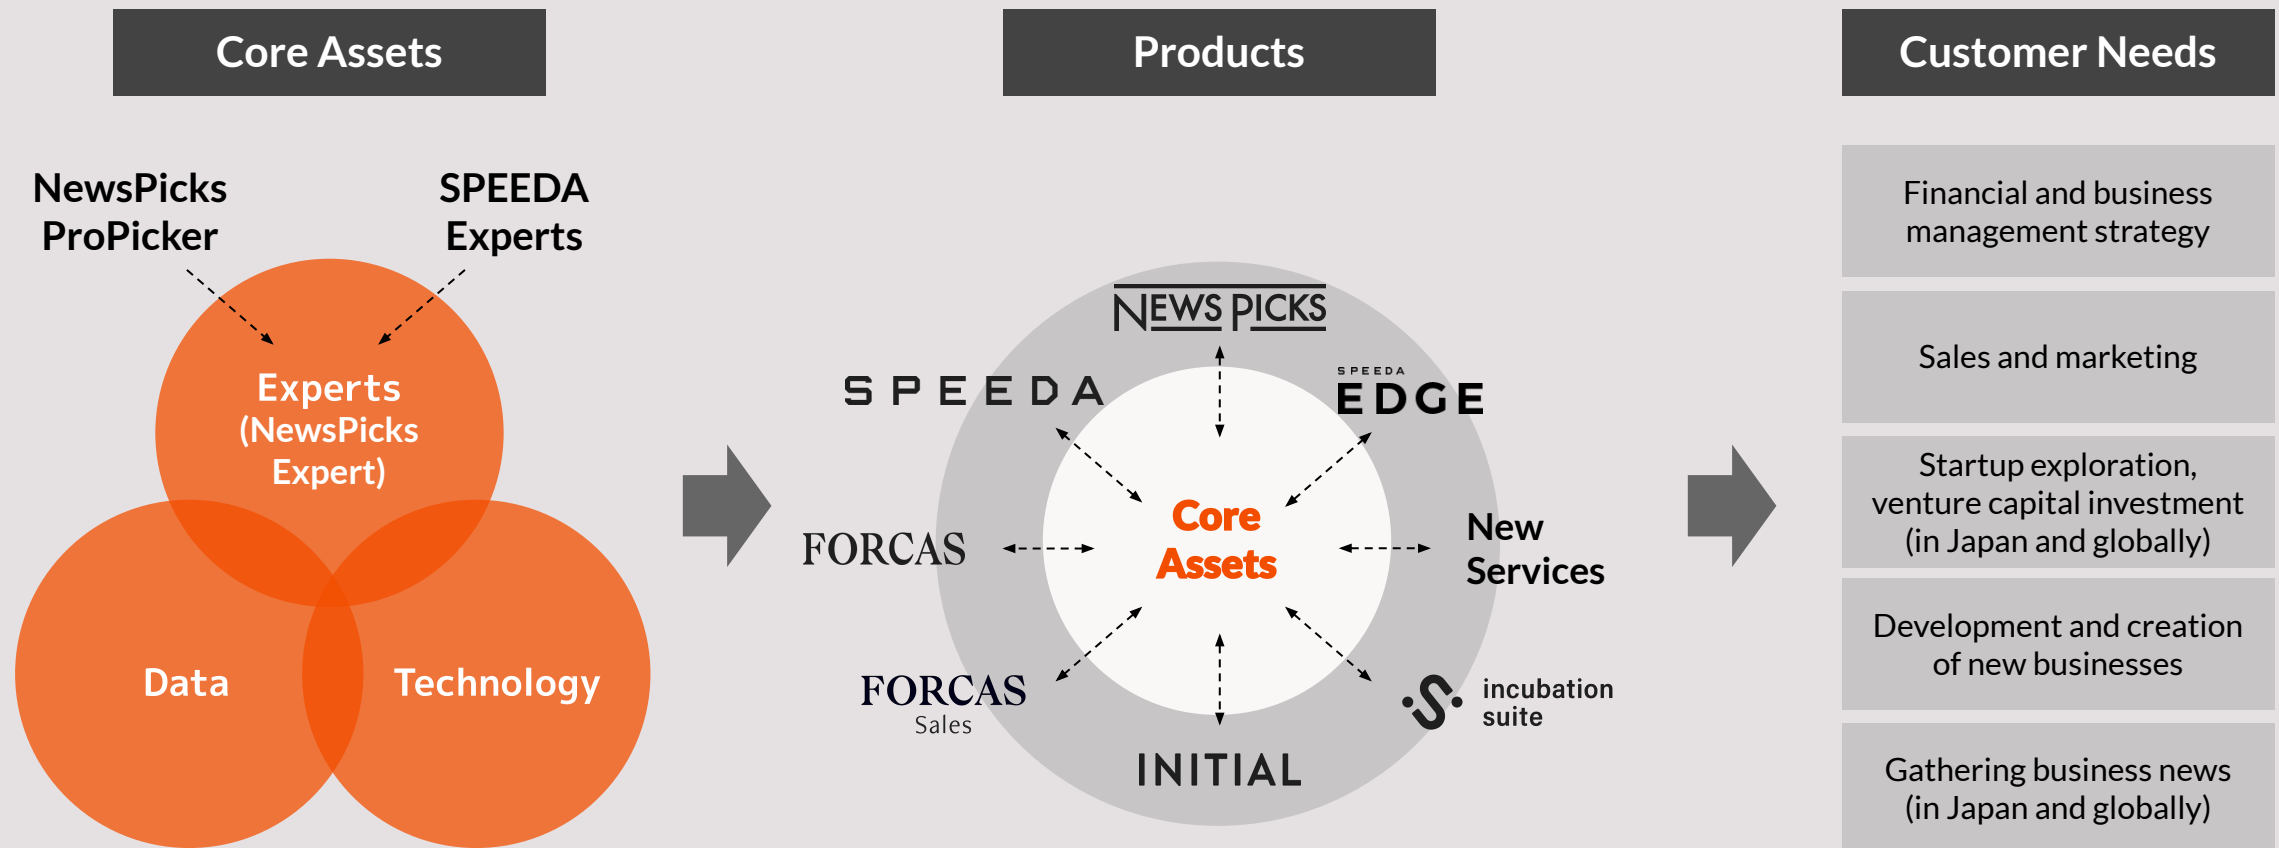 Core Assets
Products
Customer Needs
NewsPicks
ProPicker
SPEEDA
Experts
Experts
(NewsPicks
Expert)
Data
Technology
NEWSPICKS
SPEEDA
SPEEDA
EDGE
FORCAS
Core
Assets
New
Services
FORCAS
Sales
incubation
suite
INITIAL
Financial and business
management strategy
Sales and marketing
Startup exploration,
venture capital investment
(in Japan and globally)
Development and creation
of new businesses
Gathering business news
(in Japan and globally)